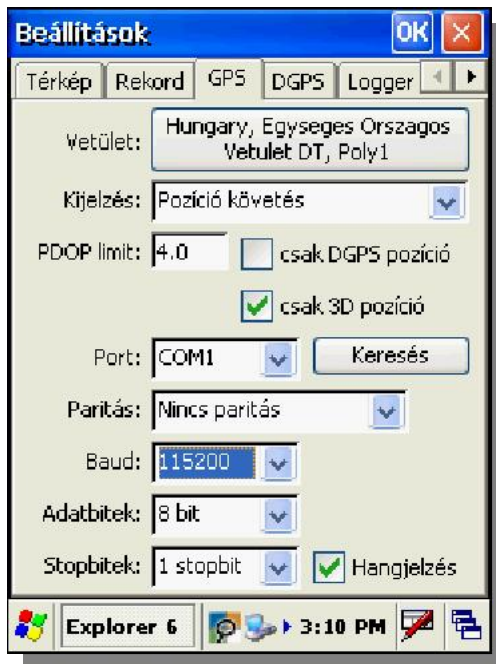 Beállítások OK
Térkép Rekord GPS DGPS Logger
Vetület: Hungary, Egyseges Orszagos
Vetulet DT, Poly1
Kijelzés: Pozíció követés
PDOP limit: 4.0 csak DGPS pozíció
csak 3D pozíció
Port: COM1 Keresés
Paritás: Nincs paritás
Baud: 115200
Adatbitek: 8 bit
Stopbitek: 1 stopbit Hangjelzés
Explorer 6 3:10 PM